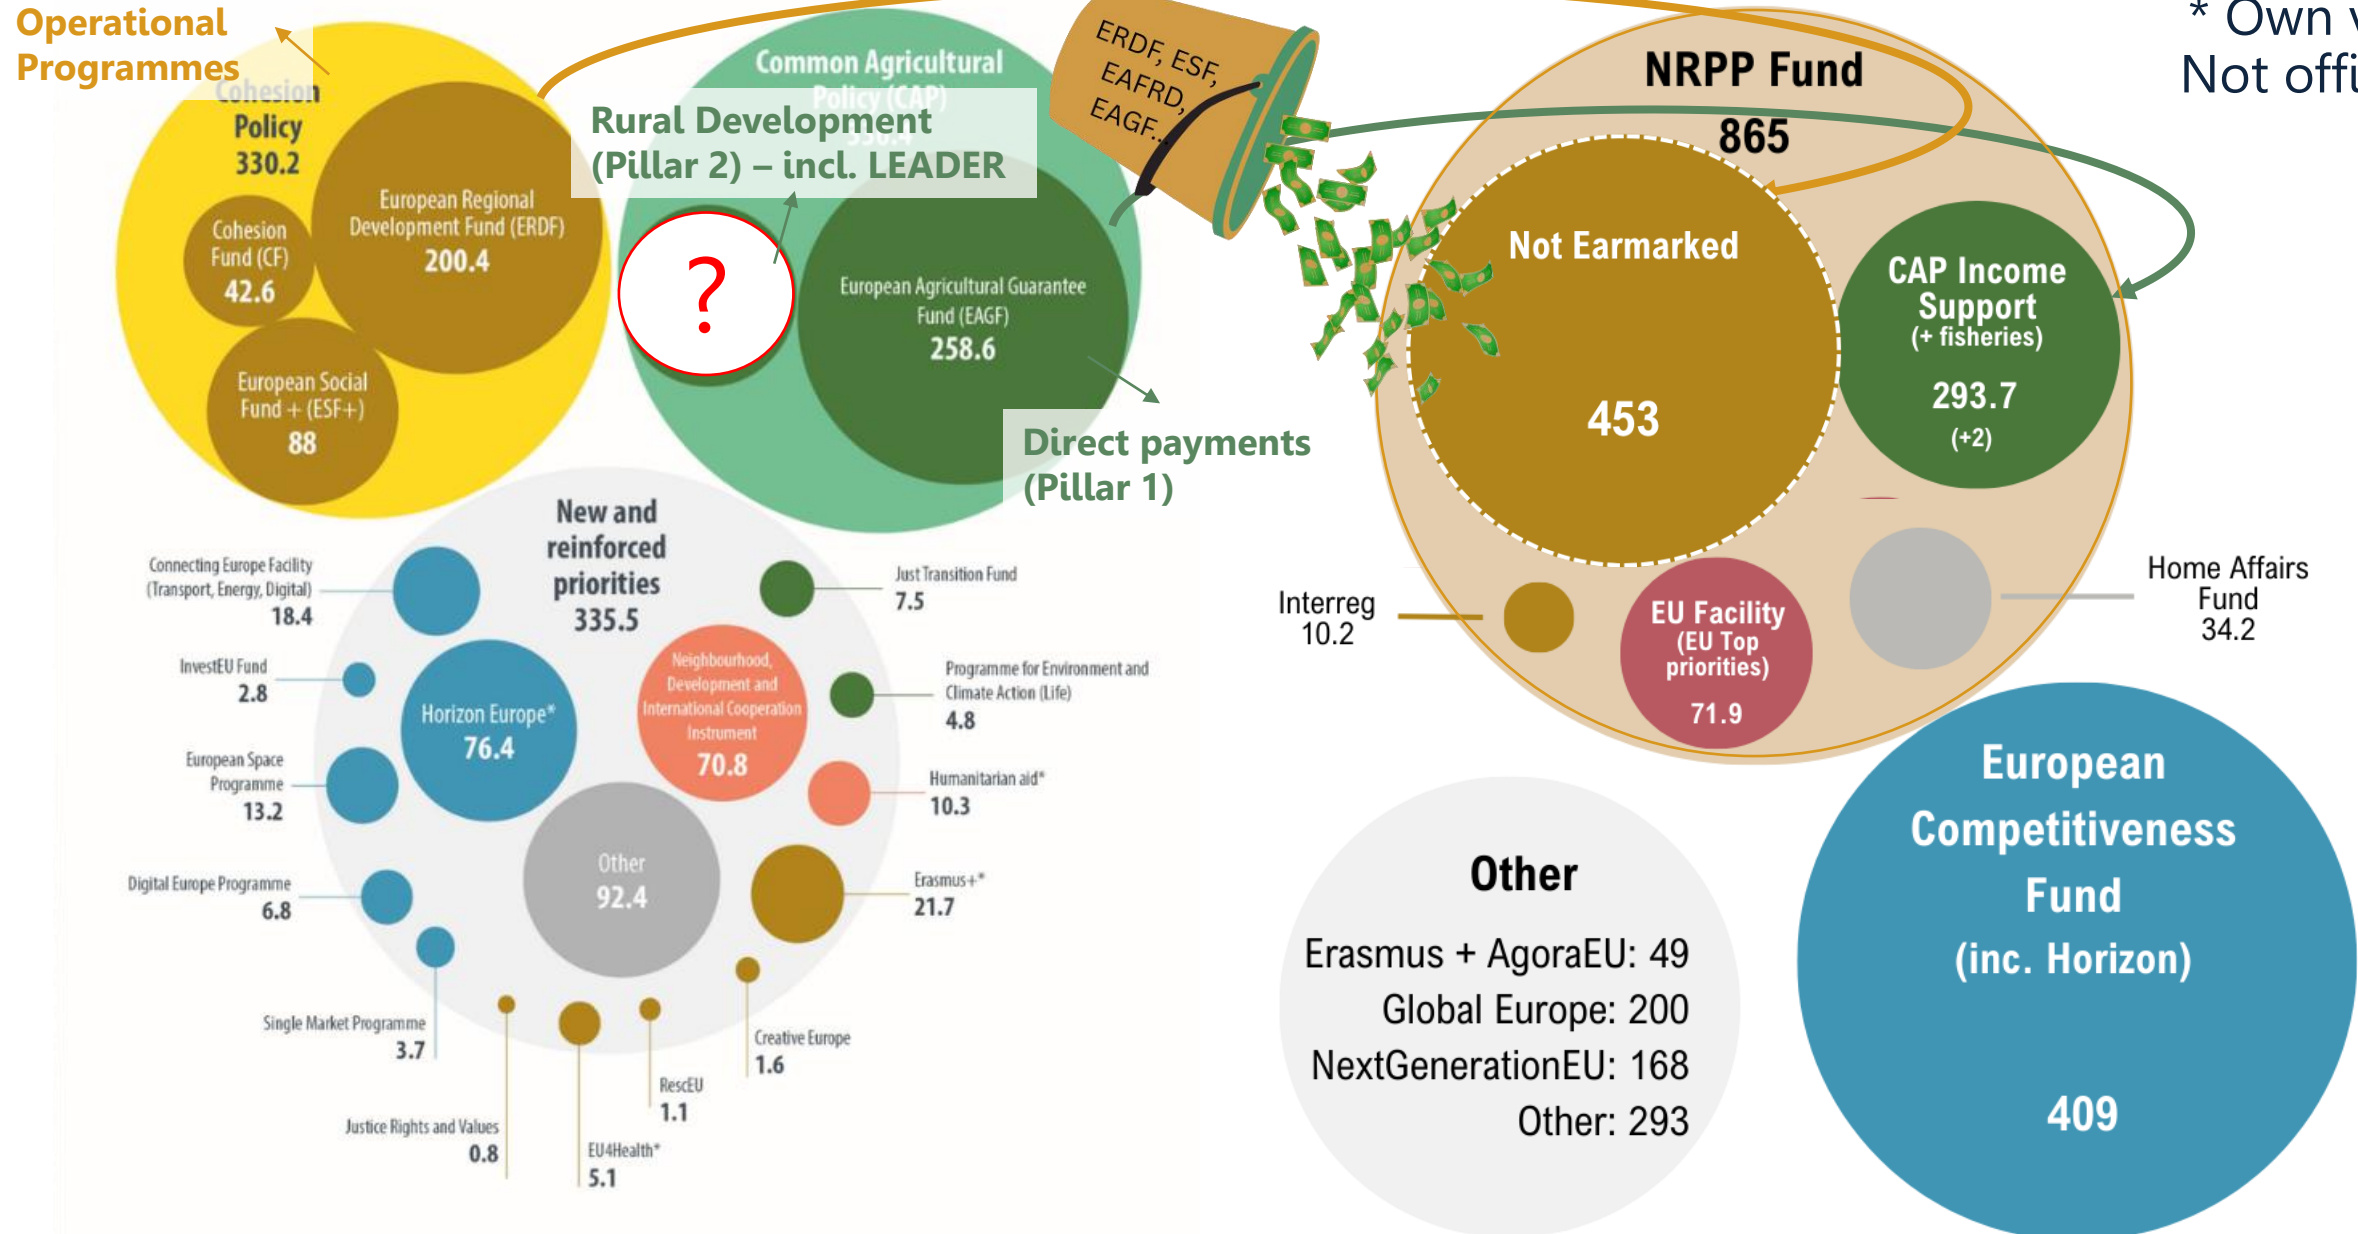 Operational
Programmes
Cohesion
Policy
330.2
Cohesion
Fund (CF)
42.6
European Regional
Development Fund (ERDF)
200.4
European Social
Fund + (ESF+)
88
Common Agricultural
Policy (CAP)
Rural Development
(Pillar 2) – incl. LEADER
?
European Agricultural Guarantee
Fund (EAGF)
258.6
Direct payments
(Pillar 1)
ERDF, ESF,
EAFRD,
EAGF...
New and
reinforced
priorities
335.5
Connecting Europe Facility
(Transport, Energy, Digital)
18.4
InvestEU Fund
2.8
Horizon Europe*
76.4
European Space
Programme
13.2
Digital Europe Programme
6.8
Single Market Programme
3.7
Justice Rights and Values
0.8
EU4Health*
5.1
RescEU
1.1
Creative Europe
1.6
Erasmus+*
21.7
Other
92.4
Humanitarian aid*
10.3
Neighbourhood,
Development and
International Cooperation
Instrument
70.8
Programme for Environment and
Climate Action (Life)
4.8
Just Transition Fund
7.5
* Own
Not
NRPP Fund
865
Not Earmarked
453
CAP Income
Support
(+ fisheries)
293.7
(+2)
Interreg
10.2
EU Facility
(EU Top
priorities)
71.9
Home Affairs
Fund
34.2
Other
Erasmus + AgoraEU: 49
Global Europe: 200
NextGenerationEU: 168
Other: 293
European
Competitiveness
Fund
(inc. Horizon)
409